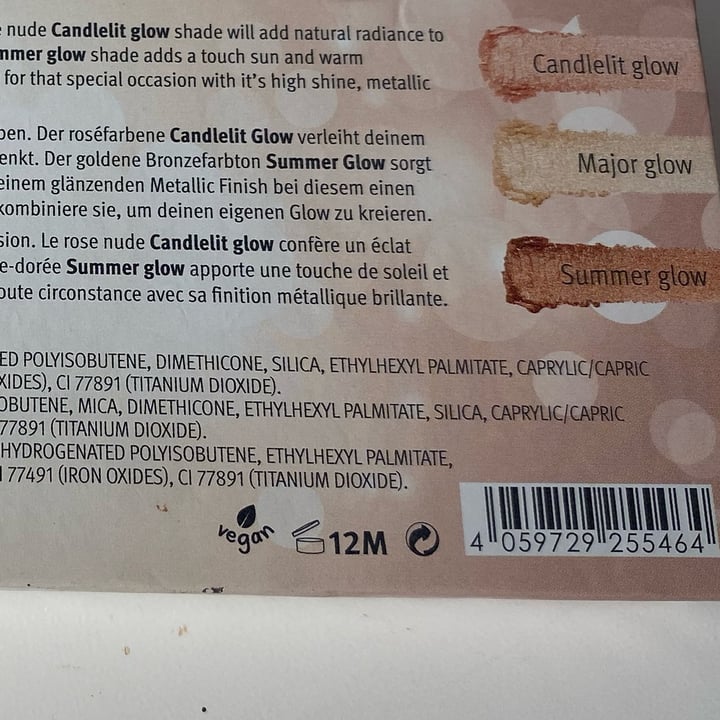 nude Candlelit glow shade will add natural radiance to
mmer glow shade adds a touch sun and warm
for that special occasion with it's high shine, metallic
ben. Der roséfarbene Candlelit Glow verleiht deinem
enkt. Der goldene Bronzefarbton Summer Glow sorgt
einem glänzenden Metallic Finish bei diesem einen
kombiniere sie, um deinen eigenen Glow zu kreieren.
sion. Le rose nude Candlelit glow confère un éclat
e-dorée Summer glow apporte une touche de soleil et
oute circonstance avec sa finition métallique brillante.
Candlelit glow
Major glow
Summer glow
ED POLYISOBUTENE, DIMETHICONE, SILICA, ETHYLHEXYL PALMITATE, CAPRYLIC/CAPRIC
XIDES), CI 77891 (TITANIUM DIOXIDE).
OBUTENE, MICA, DIMETHICONE, ETHYLHEXYL PALMITATE, SILICA, CAPRYLIC/CAPRIC
77891 (TITANIUM DIOXIDE).
HYDROGENATED POLYISOBUTENE, ETHYLHEXYL PALMITATE,
I 77491 (IRON OXIDES), CI 77891 (TITANIUM DIOXIDE).
vegan
12M
4 059729 255464